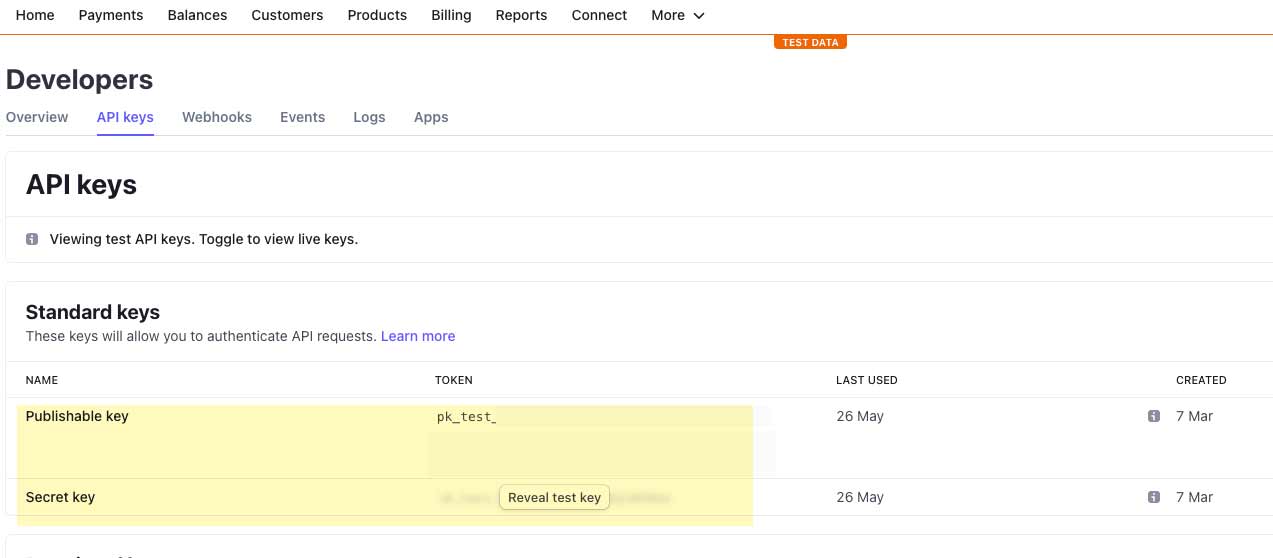 Home Payments Balances Customers Products Billing Reports Connect More
TEST DATA
Developers
Overview API keys Webhooks Events Logs Apps
API keys
Viewing test API keys. Toggle to view live keys.
Standard keys
These keys will allow you to authenticate API requests. Learn more
NAME TOKEN LAST USED CREATED
Publishable key pk_test_ 26 May 7 Mar
Secret key Reveal test key 26 May 7 Mar